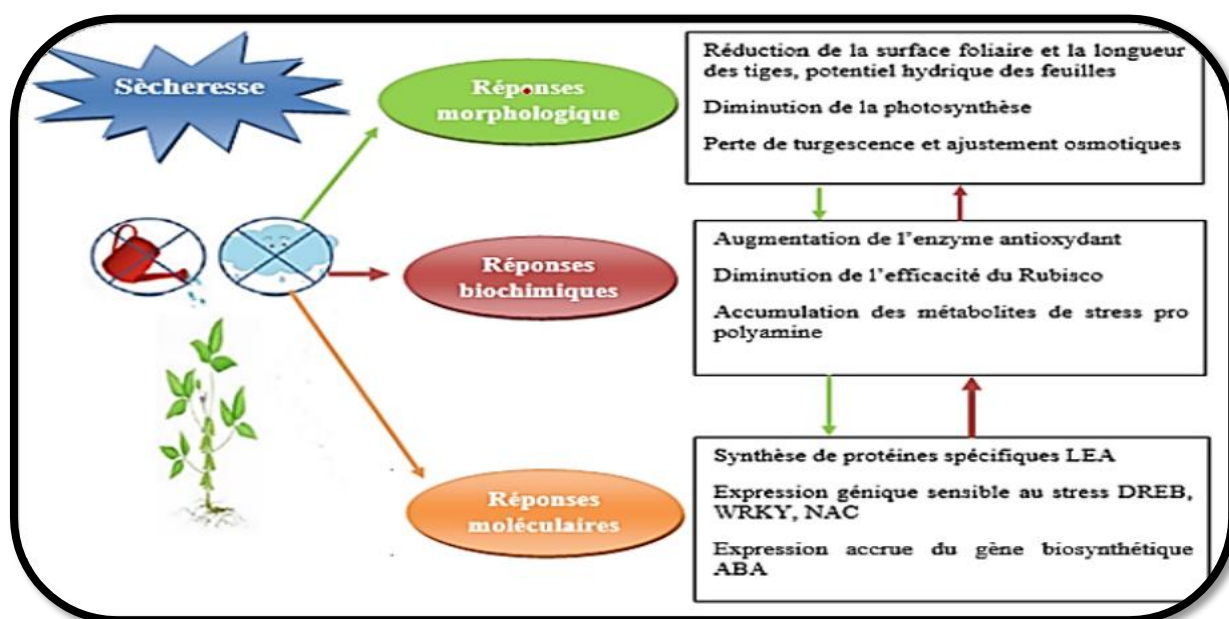 Sècheresse
Réponses
morphologique
Réduction de la surface foliaire et la longueur
des tiges, potentiel hydrique des feuilles
Diminution de la photosynthèse
Perte de turgescence et ajustement osmotiques
Réponses
biochimiques
Augmentation de l'enzyme antioxydant
Diminution de l'efficacité du Rubisco
Accumulation des métabolites de stress pro
polyamine
Réponses
moléculaires
Synthèse de protéines spécifiques LEA
Expression génique sensible au stress DREB,
WRKY, NAC
Expression accrue du gène biosynthétique
ABA